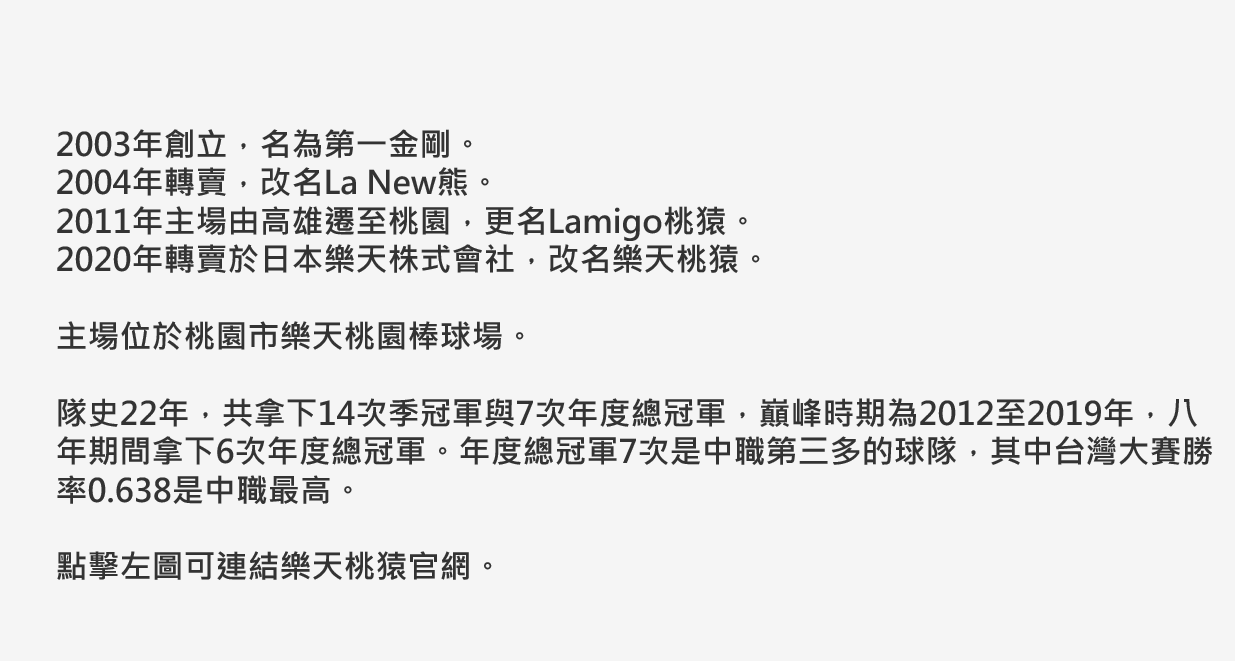 2003年創立，名為第一金剛。
2004年轉賣，改名La New熊。
2011年主場由高雄遷至桃園，更名Lamigo桃猿。
2020年轉賣於日本樂天株式會社，改名樂天桃猿。
主場位於桃園市樂天桃園棒球場。
隊史22年，共拿下14次季冠軍與7次年度總冠軍，巔峰時期為2012至2019年，八
年期間拿下6次年度總冠軍。年度總冠軍7次是中職第三多的球隊，其中台灣大賽勝
率0.638是中職最高。
點擊左圖可連結樂天桃猿官網。